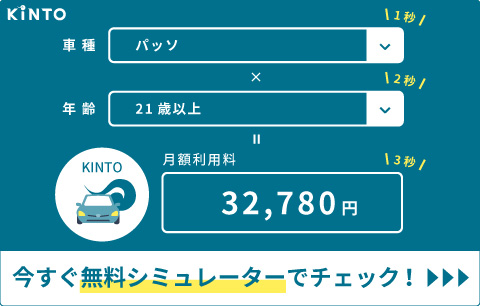 KINTO
\1秒/
車種 パッソ
\2秒/
×
年齢 21歳以上
=
KINTO
月額利用料
\3秒/
32,780円
今すぐ無料シミュレーターでチェック！